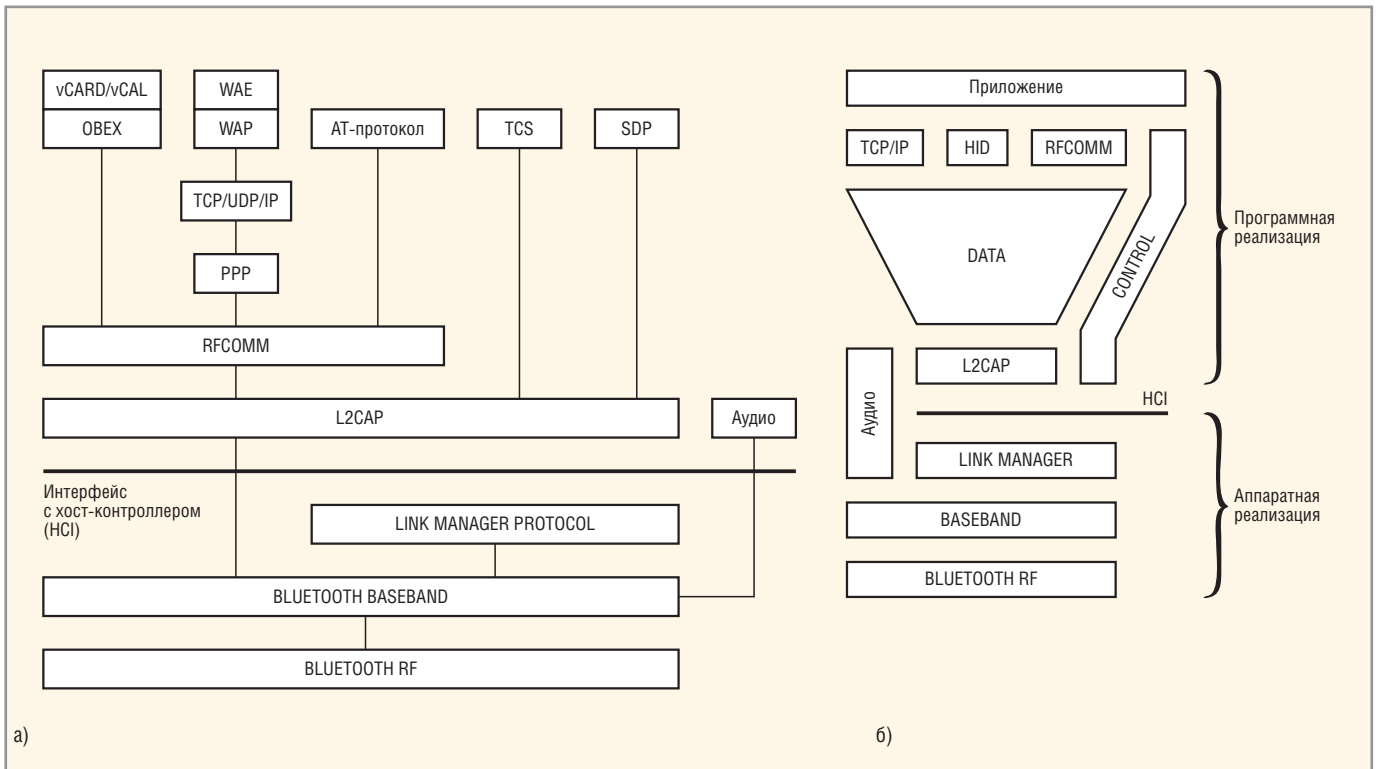 vCARD/vCAL
OBEX
WAE
WAP
AT-протокол
TCS
SDP
TCP/UDP/IP
PPP
RFCOMM
L2CAP
Аудио
Интерфейс
с хост-контроллером
(HCI)
LINK MANAGER PROTOCOL
BLUETOOTH BASEBAND
BLUETOOTH RF
а)
Приложение
TCP/IP
HID
RFCOMM
DATA
CONTROL
Программная
реализация
L2CAP
Аудио
HCI
LINK MANAGER
BASEBAND
BLUETOOTH RF
Аппаратная
реализация
б)